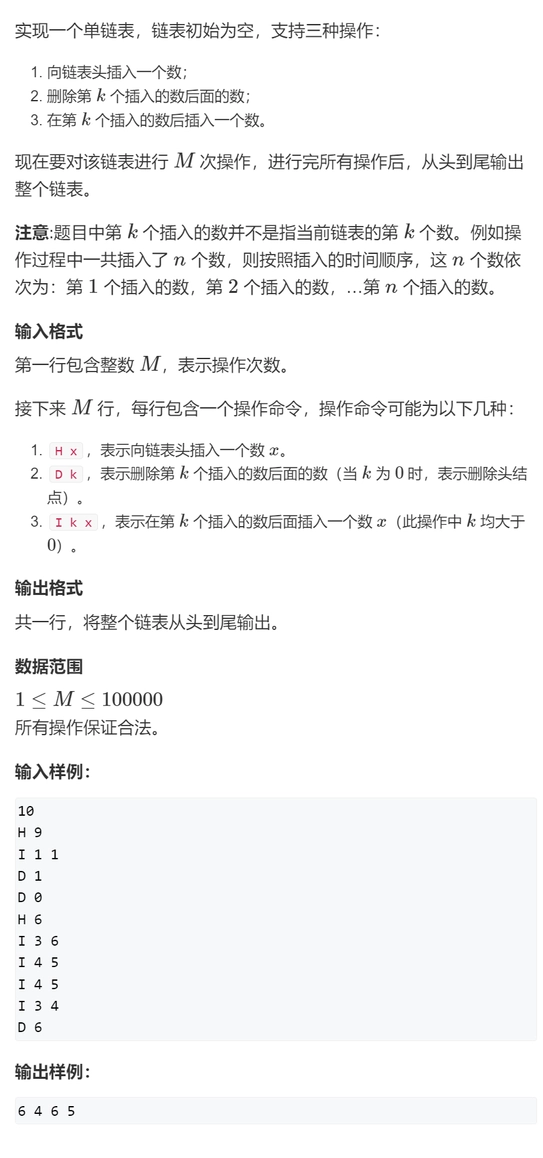 实现一个单链表，链表初始为空，支持三种操作：
1. 向链表头插入一个数；
2. 删除第 k 个插入的数后面的数；
3. 在第 k 个插入的数后插入一个数。
现在要对该链表进行 M 次操作，进行完所有操作后，从头到尾输出
整个链表。
注意:题目中第 k 个插入的数并不是指当前链表的第 k 个数。例如操
作过程中一共插入了 n 个数，则按照插入的时间顺序，这 n 个数依
次为：第 1 个插入的数，第 2 个插入的数，…第 n 个插入的数。
输入格式
第一行包含整数 M，表示操作次数。
接下来 M 行，每行包含一个操作命令，操作命令可能为以下几种：
1. H x ，表示向链表头插入一个数 x。
2. D k ，表示删除第 k 个插入的数后面的数（当 k 为 0 时，表示删除头结
点）。
3. I k x ，表示在第 k 个插入的数后面插入一个数 x（此操作中 k 均大于
0）。
输出格式
共一行，将整个链表从头到尾输出。
数据范围
1 ≤ M ≤ 100000
所有操作保证合法。
输入样例：
10
H 9
I 1 1
D 1
D 0
H 6
I 3 6
I 4 5
I 4 5
I 3 4
D 6
输出样例：
6 4 6 5